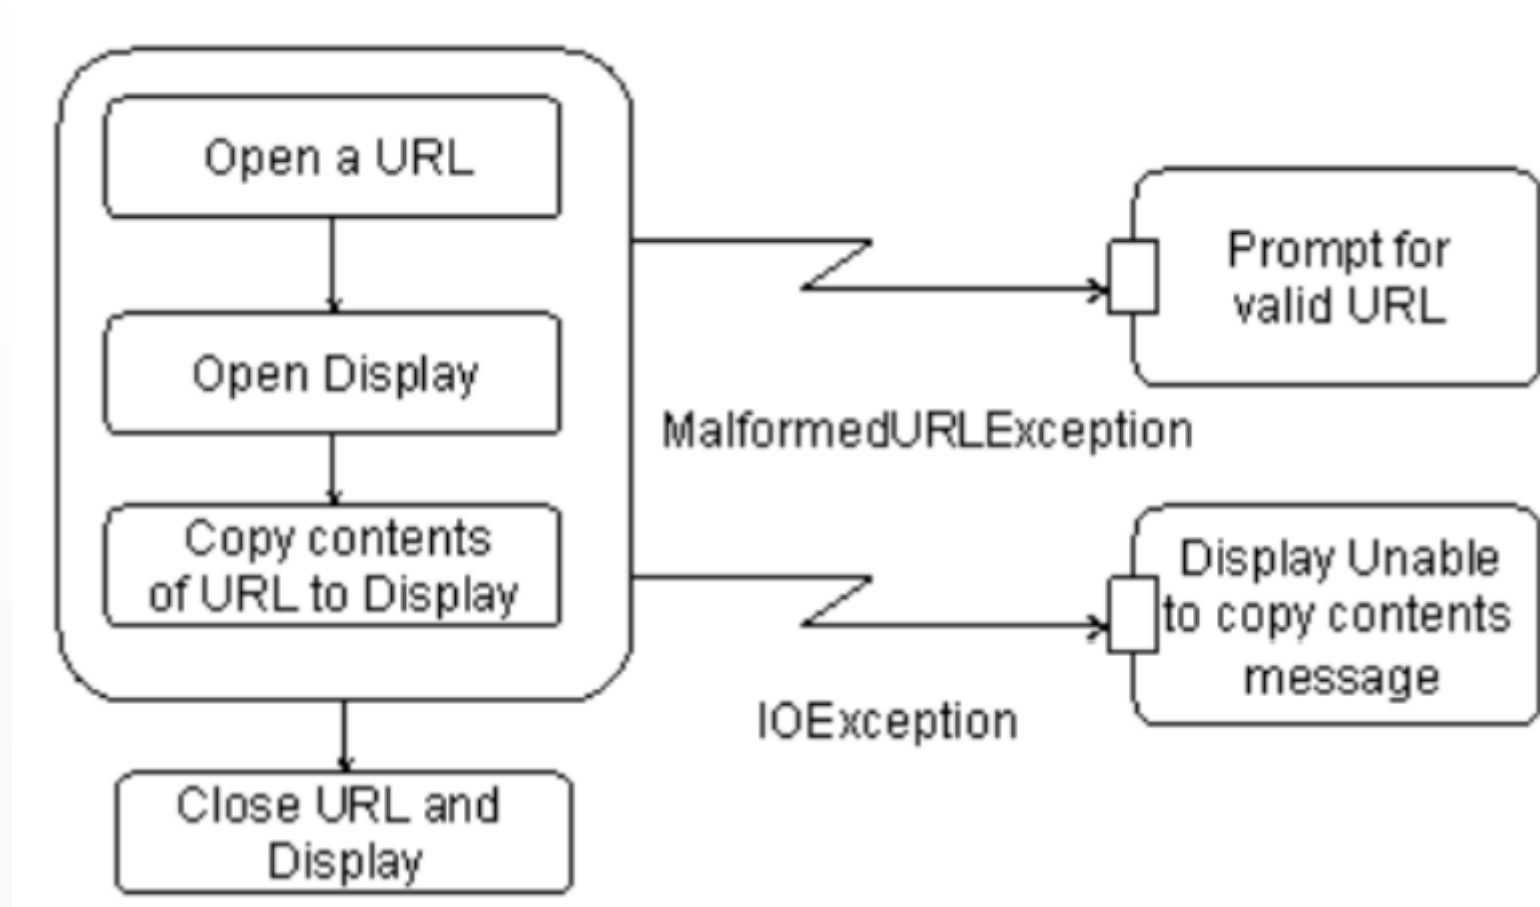 Open a URL
Open Display
Copy contents
of URL to Display
Close URL and
Display
Prompt for
valid URL
MalformedURLException
Display Unable
to copy contents
message
IOException